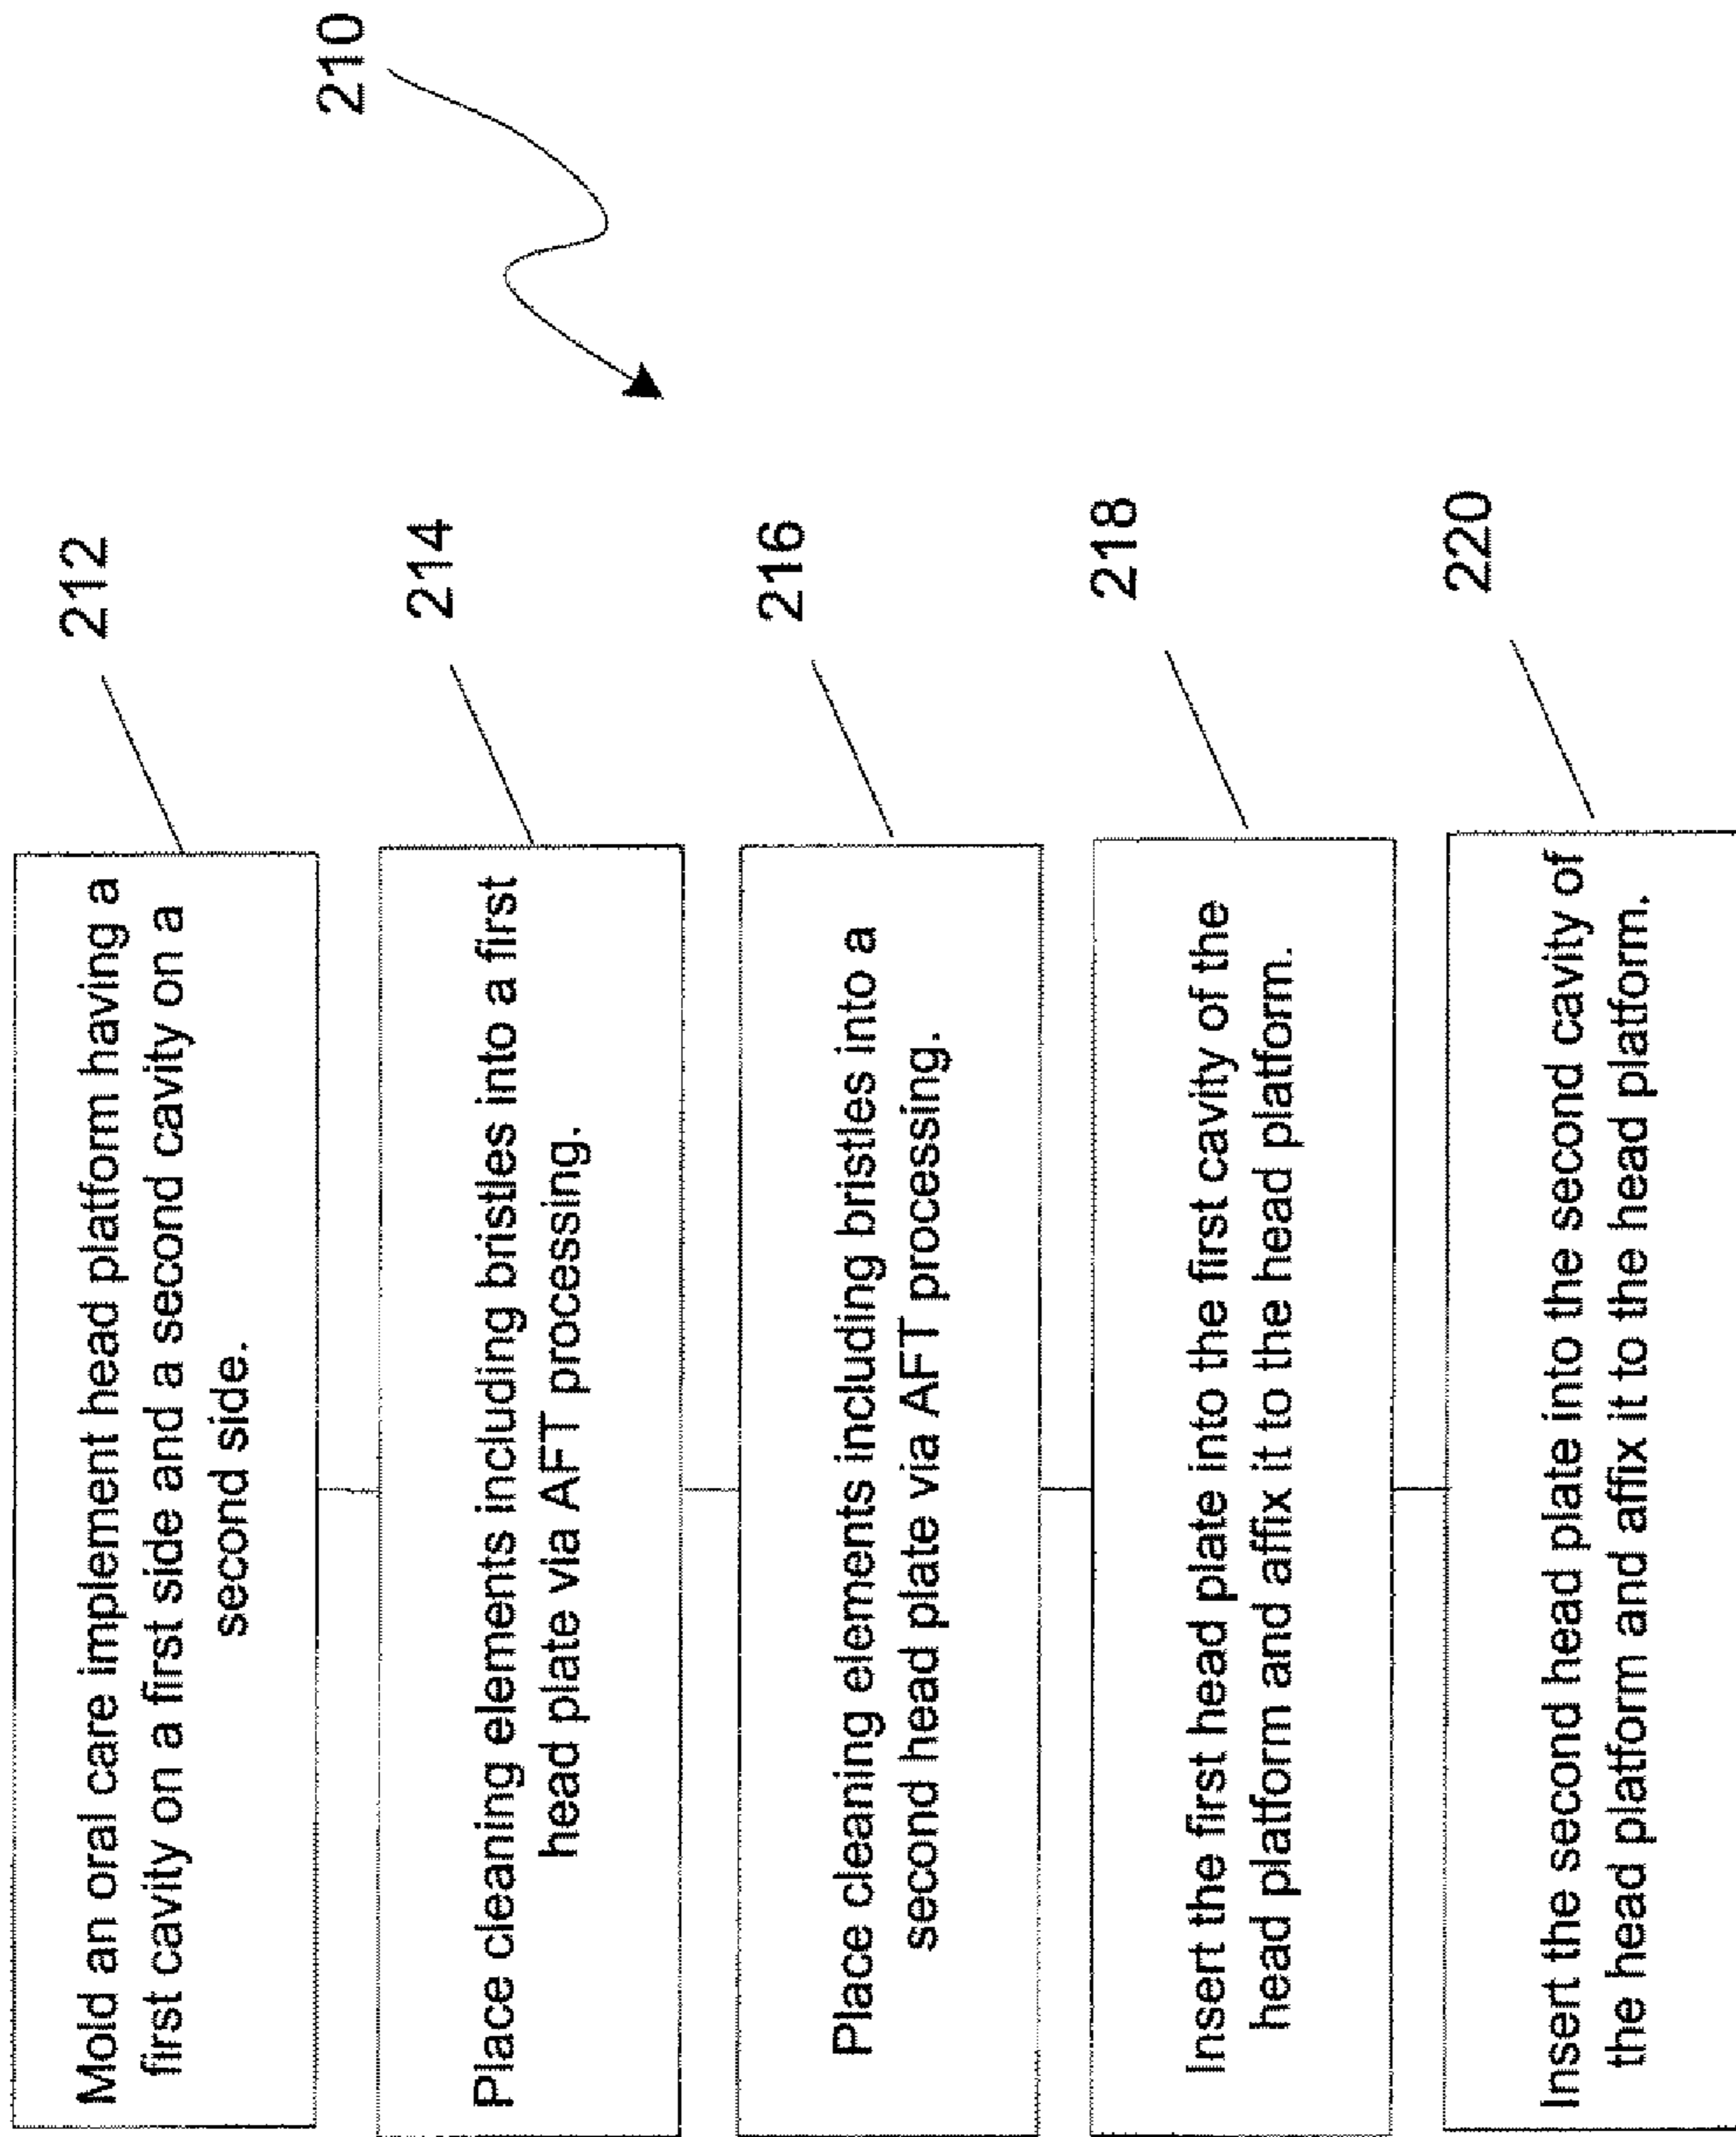 210
Mold an oral care implement head platform having a
first cavity on a first side and a second cavity on a
second side.
212
Place cleaning elements including bristles into a first
head plate via AFT processing.
214
Place cleaning elements including bristles into a
second head plate via AFT processing.
216
Insert the first head plate into the first cavity of the
head platform and affix it to the head platform.
218
Insert the second head plate into the second cavity of
the head platform and affix it to the head platform.
220